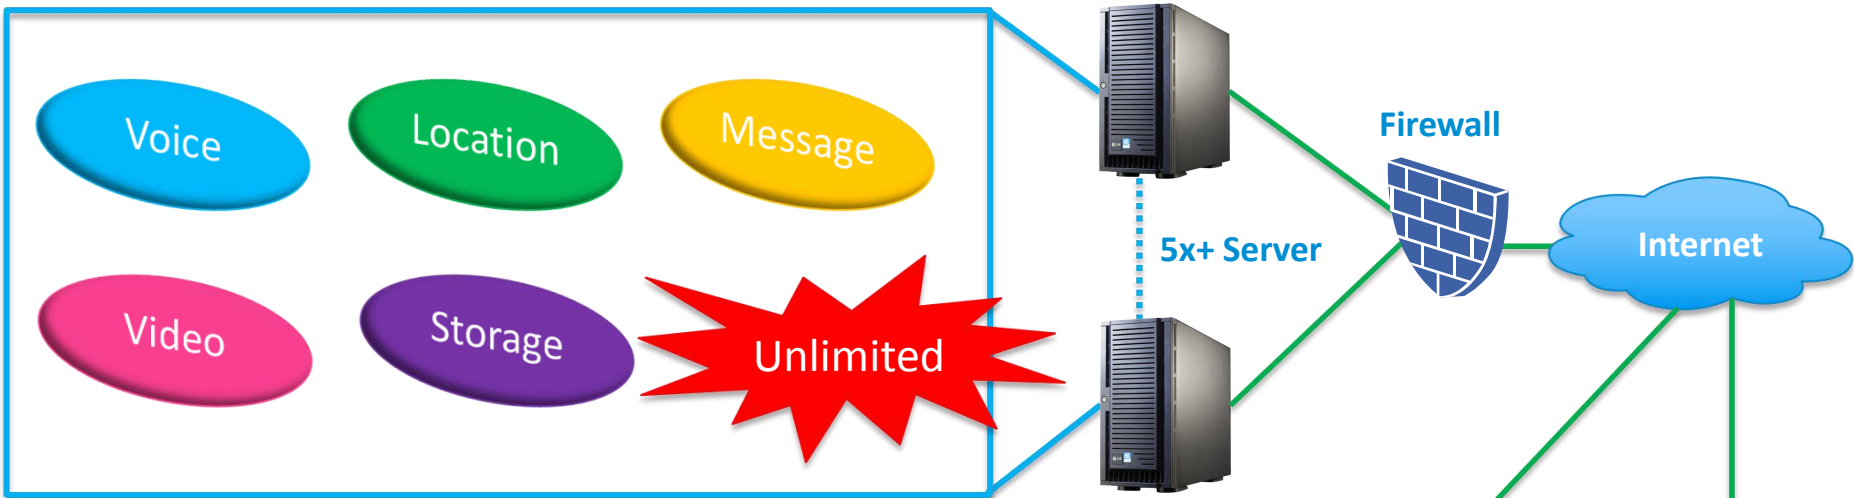 Voice
Location
Message
Video
Storage
Unlimited
5x+ Server
Firewall
Internet